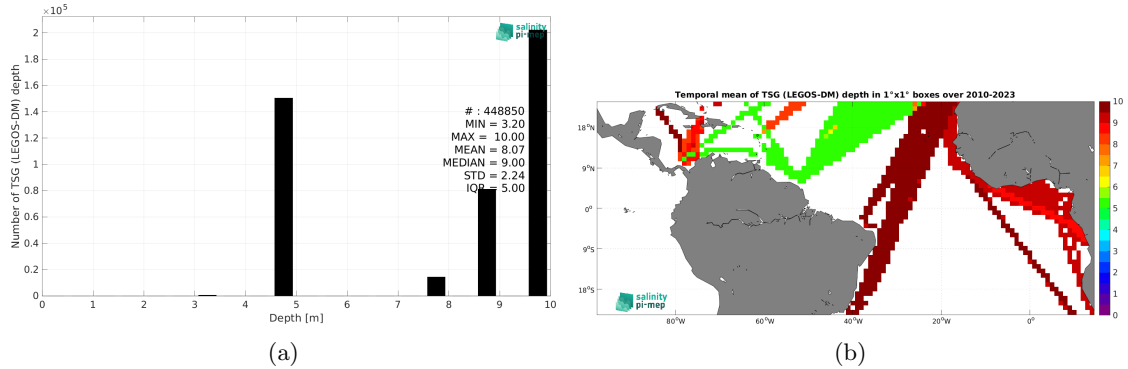 ×10⁵
2
1.8
1.6
1.4
1.2
1
0.8
0.6
0.4
0.2
0
Number of TSG (LEGOS-DM) depth
salinity
pi-mep
# : 448850
MIN = 3.20
MAX = 10.00
MEAN = 8.07
MEDIAN = 9.00
STD = 2.24
IQR = 5.00
0 1 2 3 4 5 6 7 8 9 10
Depth [m]
(a)
Temporal mean of TSG (LEGOS-DM) depth in 1°x1° boxes over 2010-2023
18°N
9°N
0°
9°S
18°S
salinity
pi-mep
80°W 60°W 40°W 20°W 0°
10
9
8
7
6
5
4
3
2
1
0
(b)